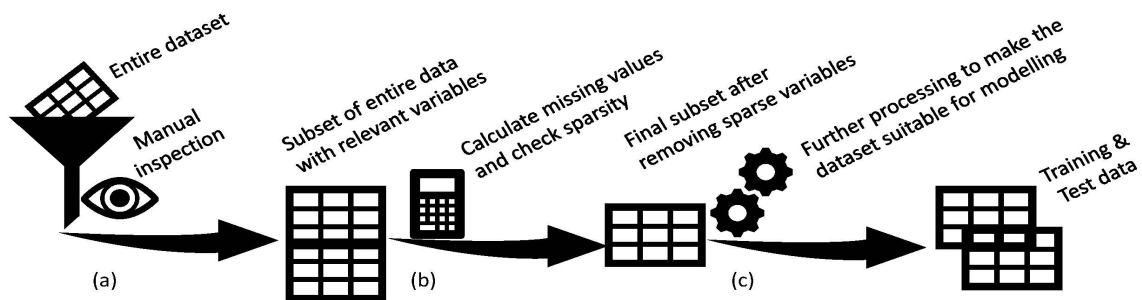 Entire dataset
Manual
inspection
(a)
Subset of entire data
with relevant variables
Calculate missing values
and check sparsity
(b)
Final subset after
removing sparse variables
Further processing to make the
dataset suitable for modelling
(c)
Training &
Test data